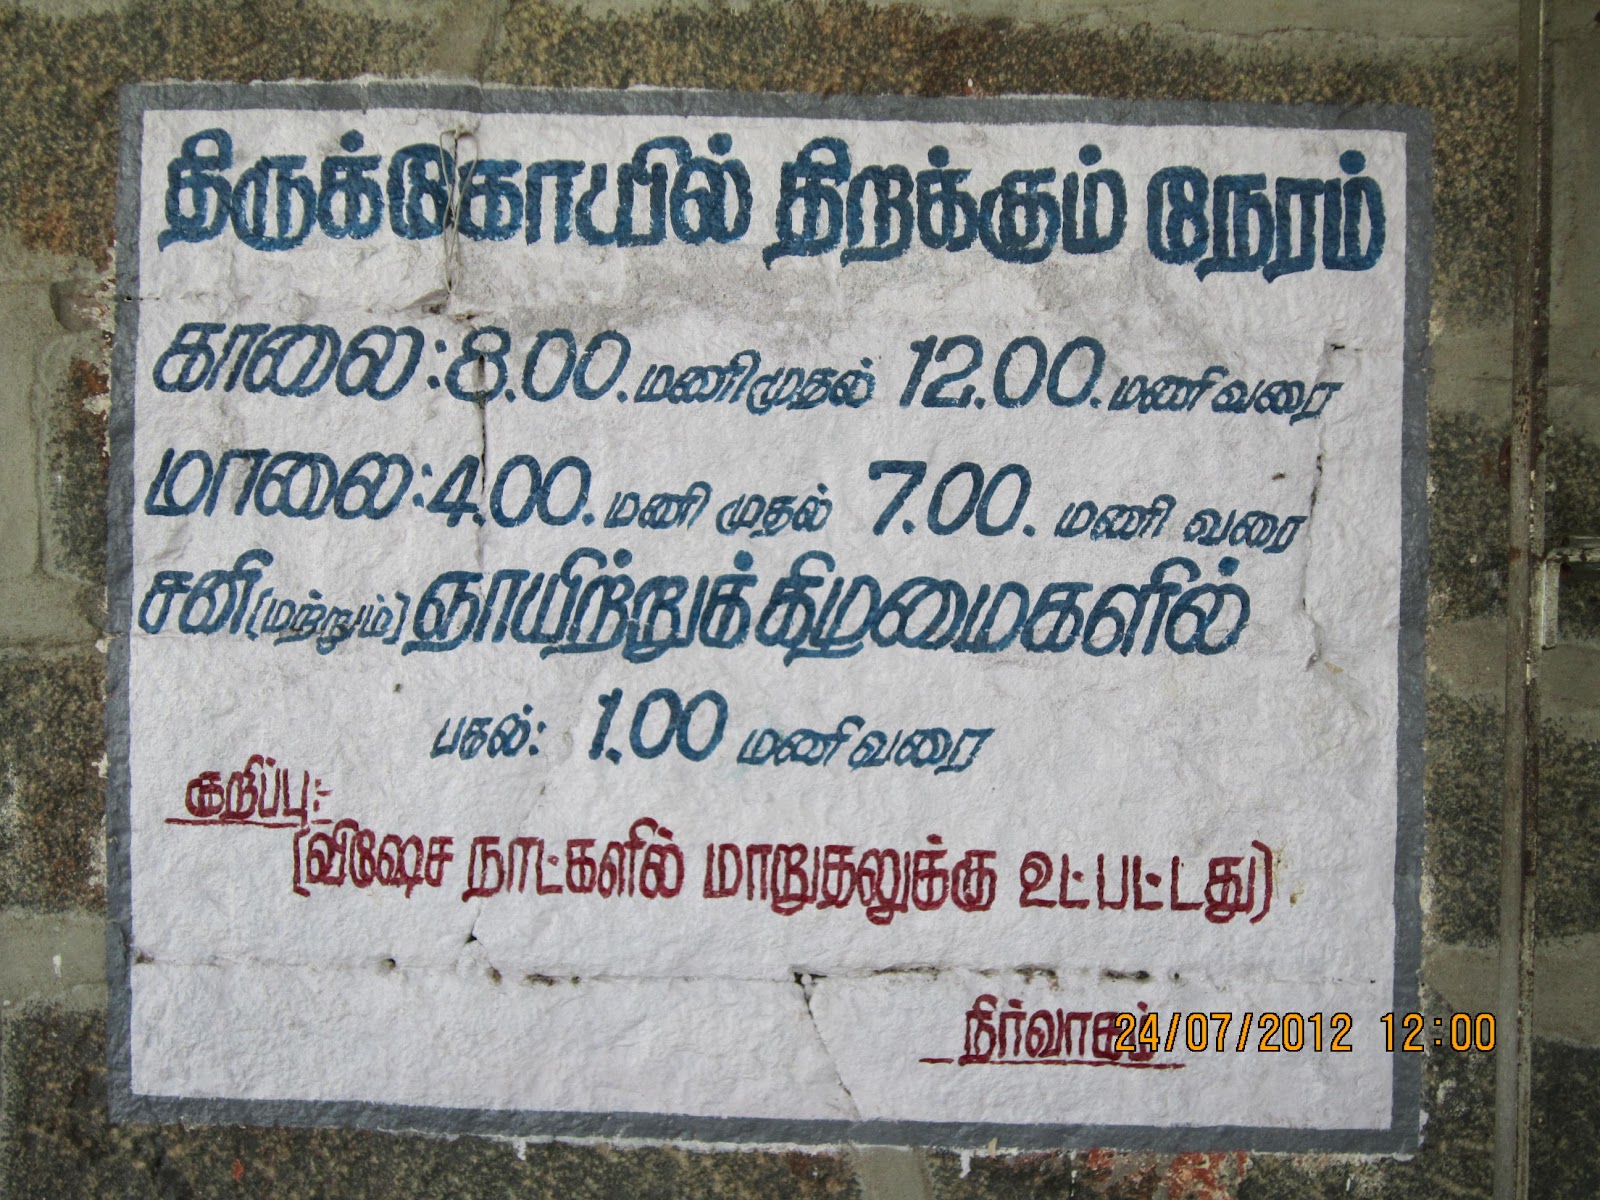 திருக்கோயில் திறக்கும் நேரம்
காலை: 8.00. மணி முதல் 12.00. மணி வரை
மாலை: 4.00. மணி முதல் 7.00. மணி வரை
சனி (மற்றும்) ஞாயிற்றுக்கிழமைகளில்
பகல்: 1.00 மணி வரை
குறிப்பு:-
(விஷேச நாட்களில் மாறுதலுக்கு உட்பட்டது)
நிர்வாகம்
24/07/2012 12:00